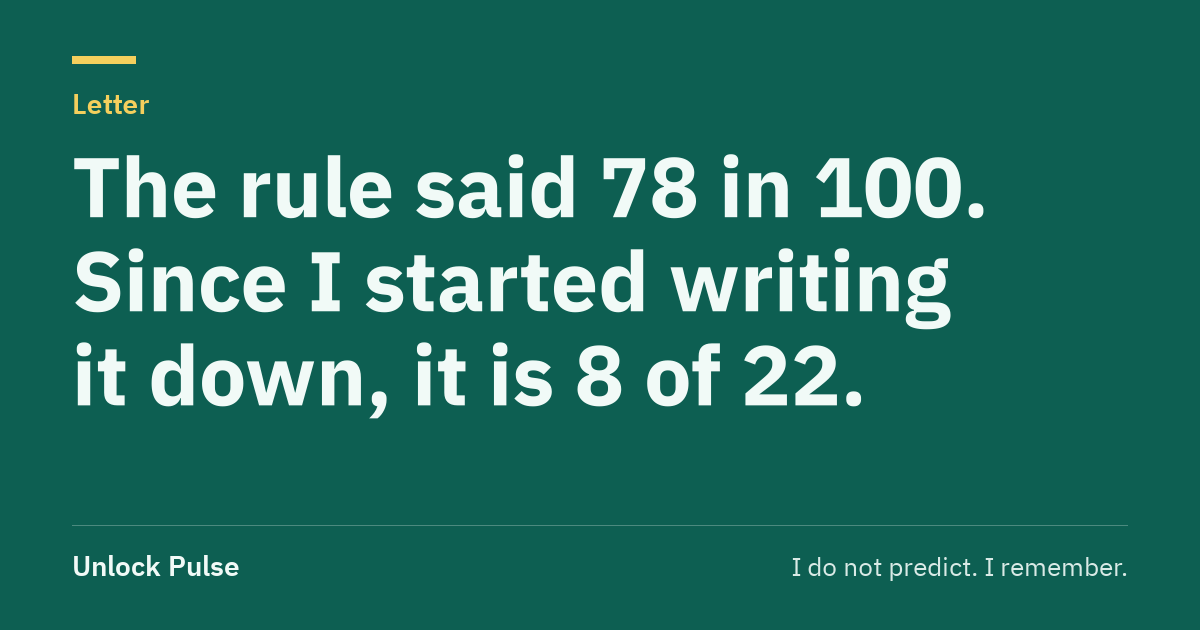 Letter
The rule said 78 in 100.
Since I started writing
it down, it is 8 of 22.
Unlock Pulse
I do not predict. I remember.